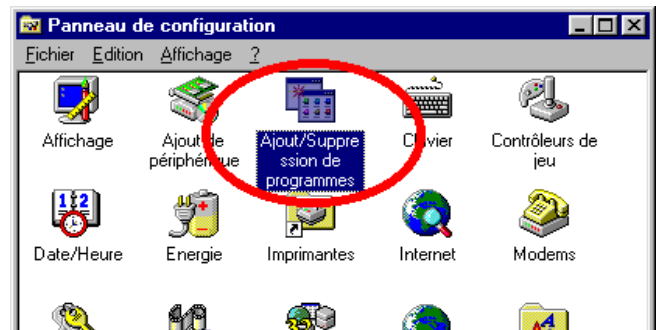 Panneau de configuration
Fichier Edition Affichage ?
Affichage
Ajout de
périphérique
Ajout/Suppre
ssion de
programmes
Clavier
Contrôleurs de
jeu
Date/Heure
Energie
Imprimantes
Internet
Modems